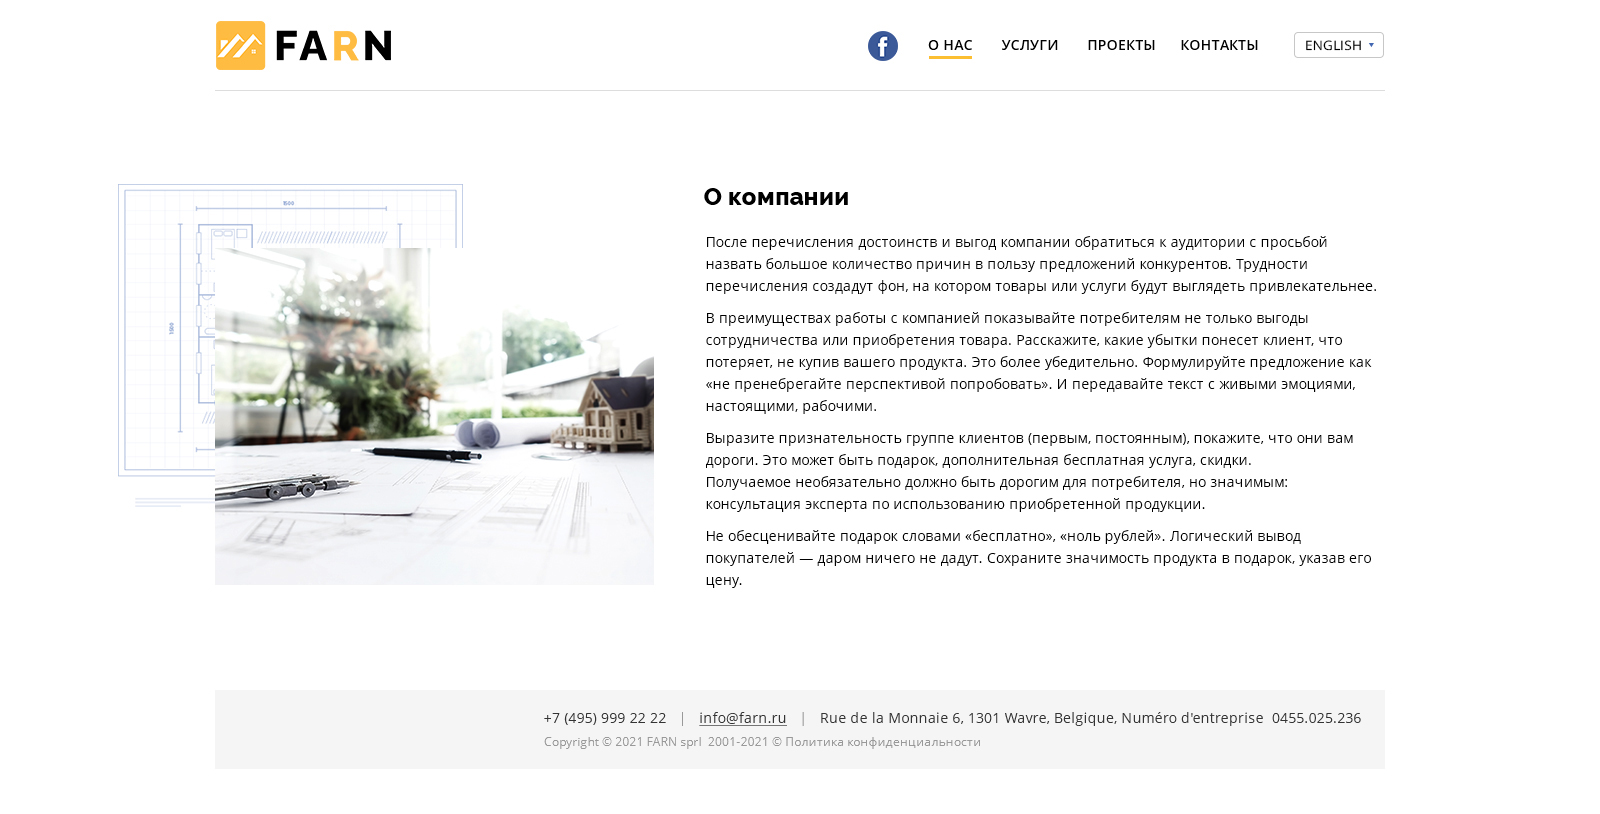 FARN
О НАС УСЛУГИ ПРОЕКТЫ КОНТАКТЫ ENGLISH
О компании
После перечисления достоинств и выгод компании обратиться к аудитории с просьбой
назвать большое количество причин в пользу предложений конкурентов. Трудности
перечисления создадут фон, на котором товары или услуги будут выглядеть привлекательнее.
В преимуществах работы с компанией показывайте потребителям не только выгоды
сотрудничества или приобретения товара. Расскажите, какие убытки понесет клиент, что
потеряет, не купив вашего продукта. Это более убедительно. Формулируйте предложение как
«не пренебрегайте перспективой попробовать». И передавайте текст с живыми эмоциями,
настоящими, рабочими.
Выразите признательность группе клиентов (первым, постоянным), покажите, что они вам
дороги. Это может быть подарок, дополнительная бесплатная услуга, скидки.
Получаемое необязательно должно быть дорогим для потребителя, но значимым:
консультация эксперта по использованию приобретенной продукции.
Не обесценивайте подарок словами «бесплатно», «ноль рублей». Логический вывод
покупателей — даром ничего не дадут. Сохраните значимость продукта в подарок, указав его
цену.
+7 (495) 999 22 22 | info@farn.ru | Rue de la Monnaie 6, 1301 Wavre, Belgique, Numéro d'entreprise 0455.025.236
Copyright © 2021 FARN sprl 2001-2021 © Политика конфиденциальности